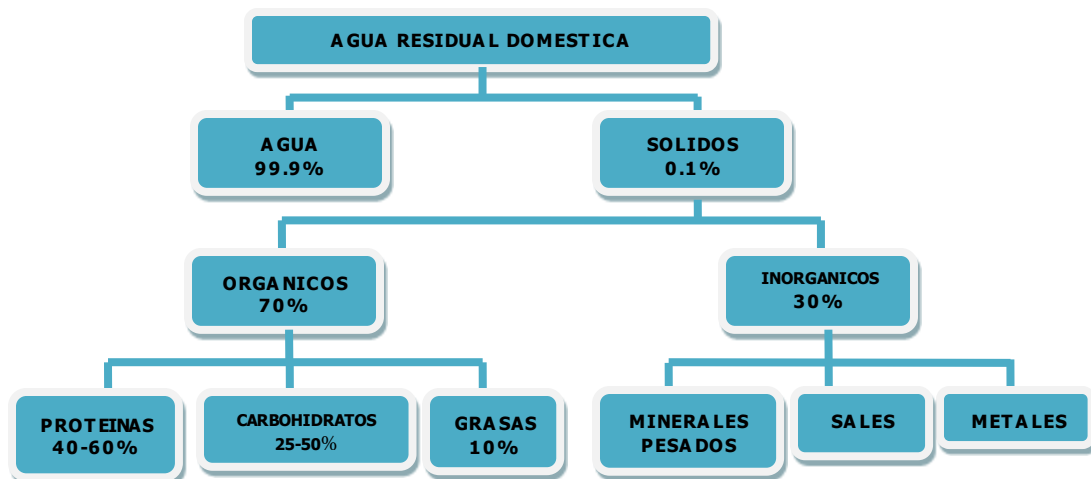 AGUA RESIDUAL DOMESTICA
AGUA
99.9%
SOLIDOS
0.1%
ORGANICOS
70%
INORGANICOS
30%
PROTEINAS
40-60%
CARBOHIDRATOS
25-50%
GRASAS
10%
MINERALES
PESADOS
SALES
METALES